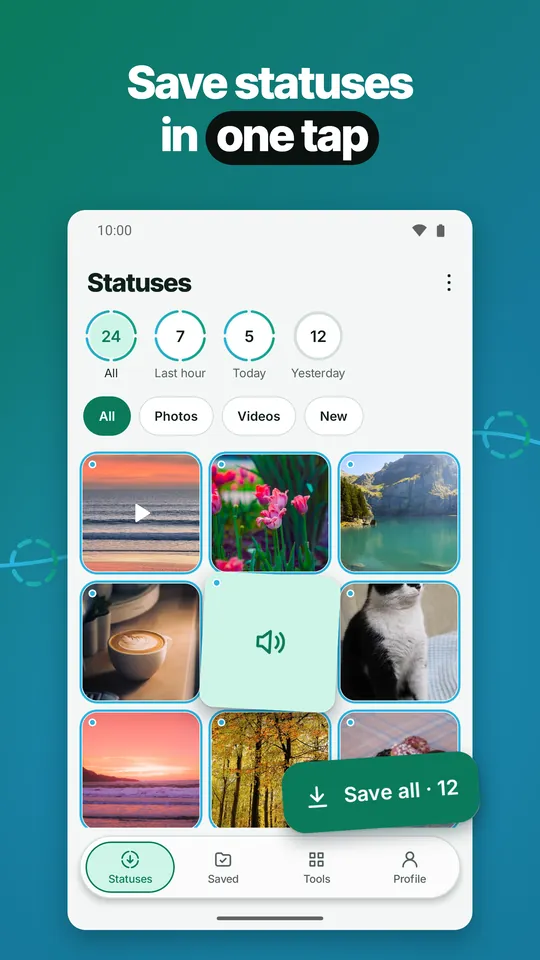 Save statuses
in one tap
10:00
Statuses
24
7
5
12
All
Last hour
Today
Yesterday
All
Photos
Videos
New
Save all · 12
Statuses
Saved
Tools
Profile